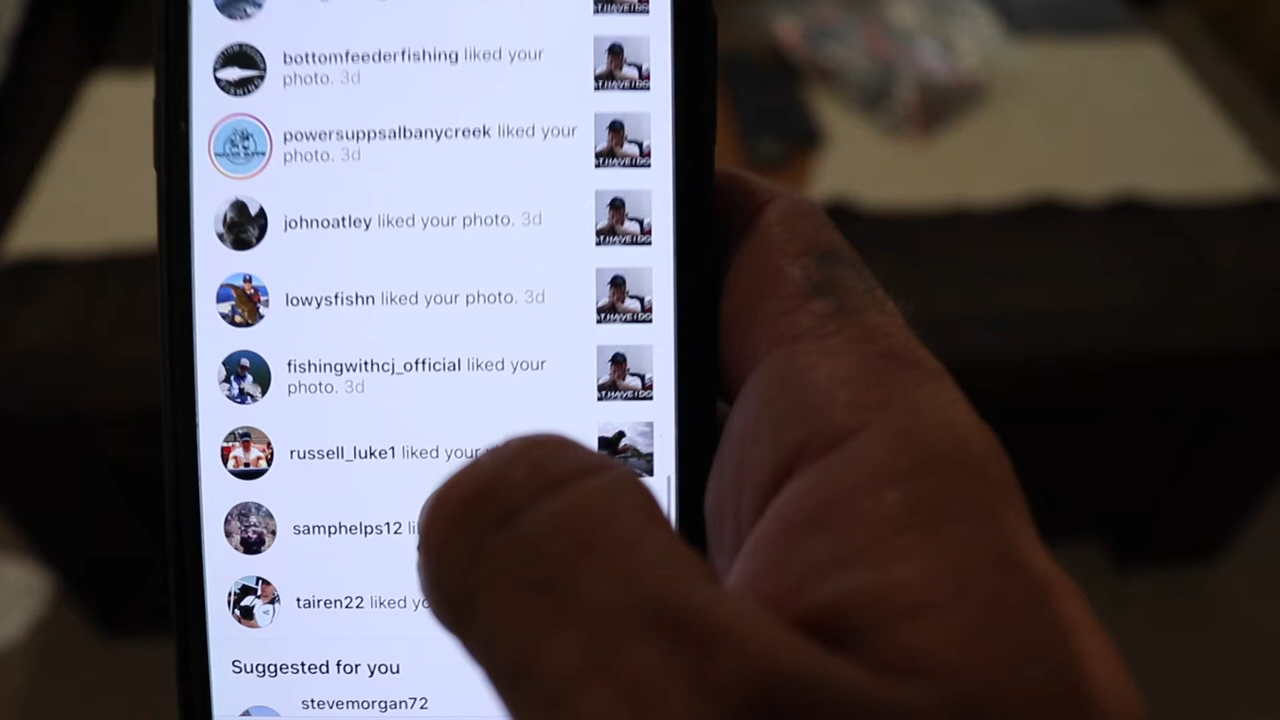 bottomfeederfishing liked your
photo. 3d
powersuppsalbanycreek liked your
photo. 3d
johnoatley liked your photo. 3d
lowysfishn liked your photo. 3d
fishingwithcj_official liked your
photo. 3d
russell_luke1 liked your
samphelps12
tairen22 liked
Suggested for you
stevemorgan72